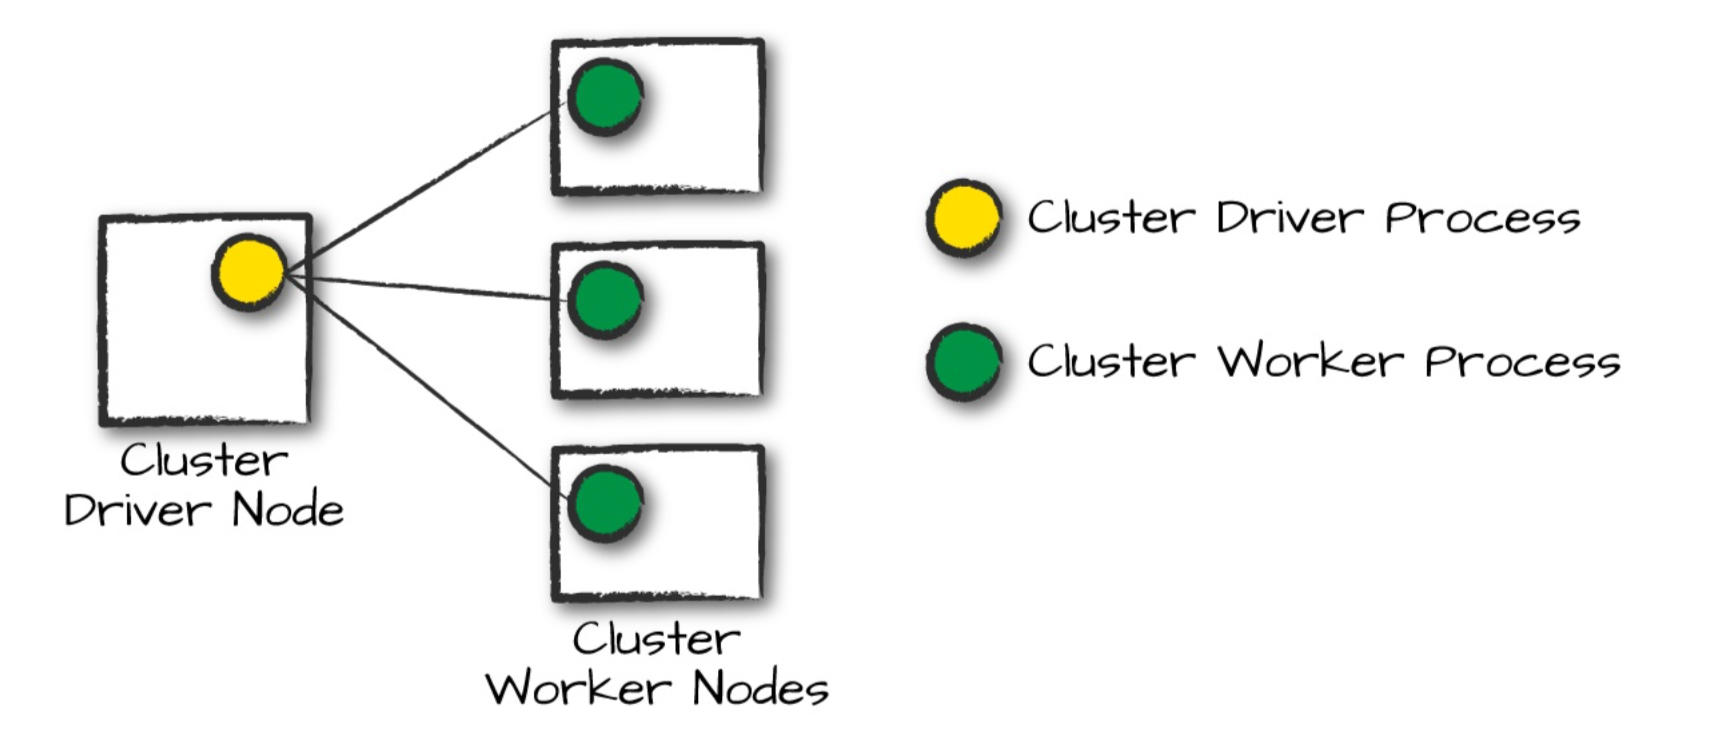 Cluster Driver Process
Cluster Worker Process
Cluster
Driver Node
Cluster
Worker Nodes